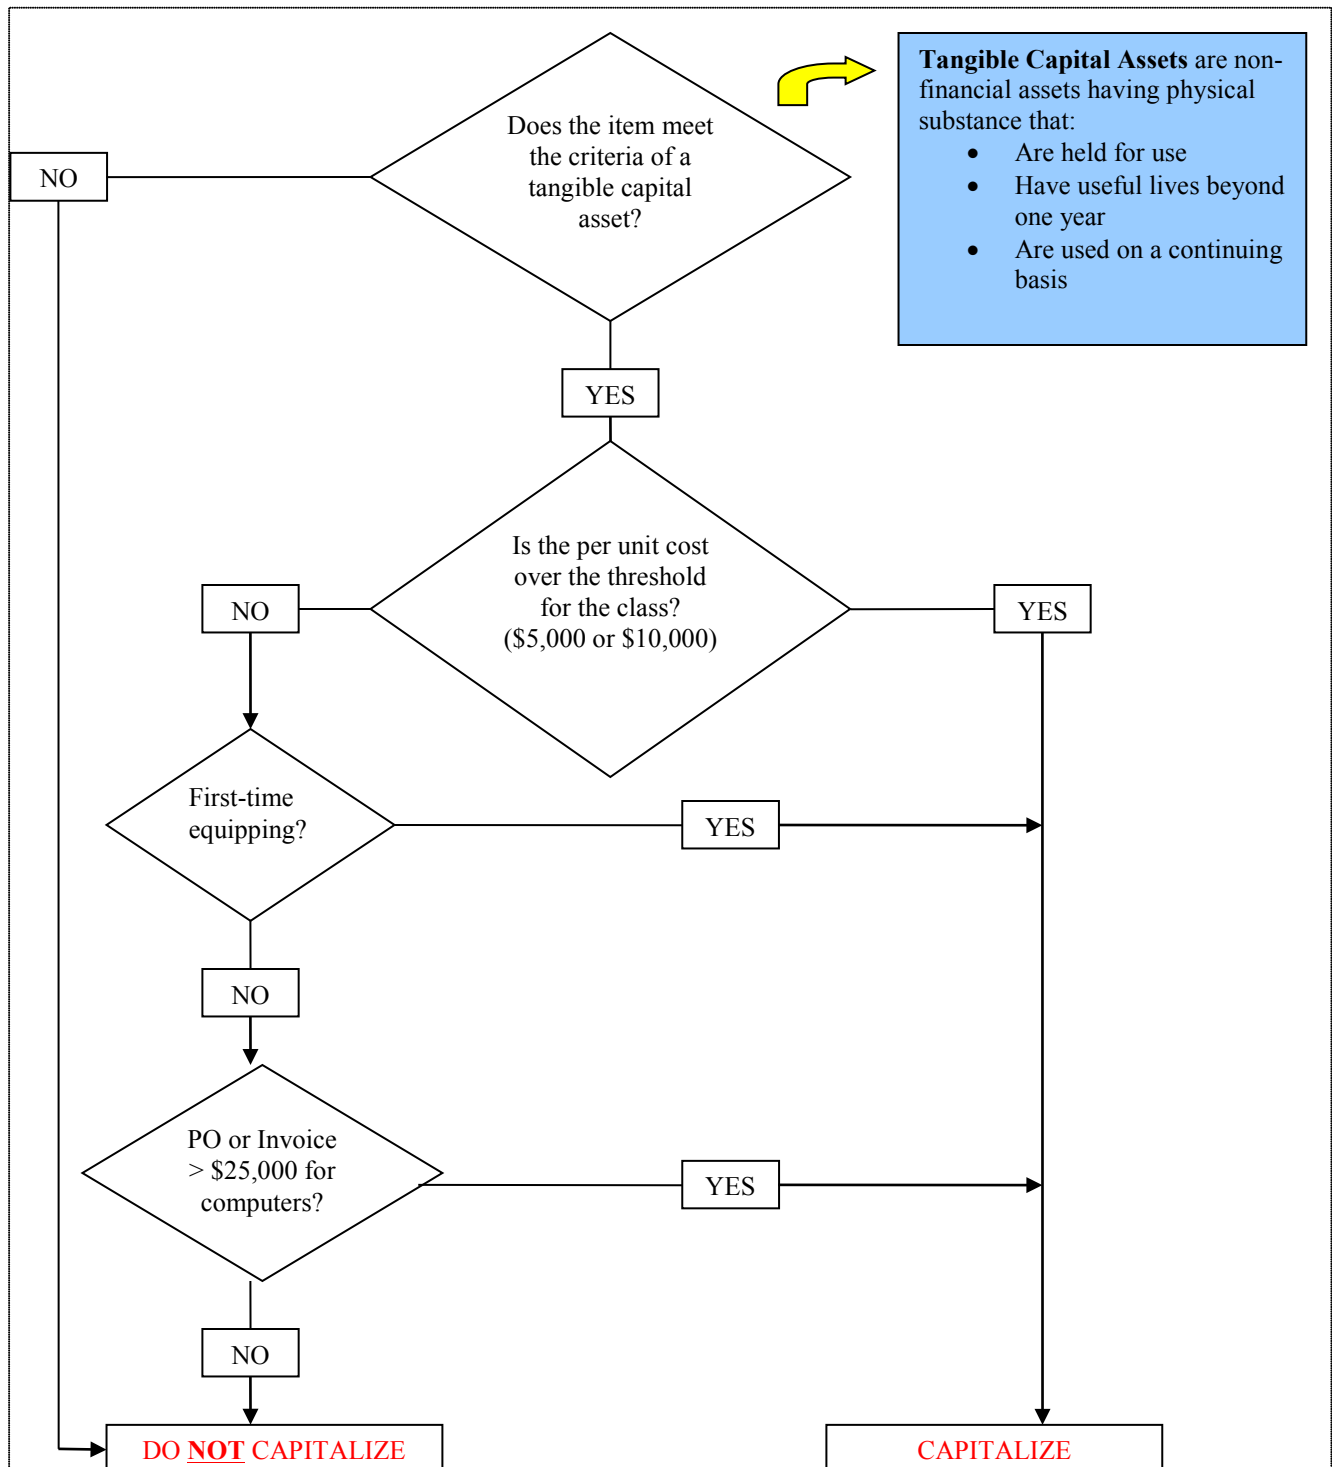 Does the item meet
the criteria of a
tangible capital
asset?
Tangible Capital Assets are non-
financial assets having physical
substance that:
• Are held for use
• Have useful lives beyond
one year
• Are used on a continuing
basis
NO
YES
Is the per unit cost
over the threshold
for the class?
($5,000 or $10,000)
NO
YES
First-time
equipping?
YES
NO
PO or Invoice
> $25,000 for
computers?
YES
NO
DO NOT CAPITALIZE
CAPITALIZE